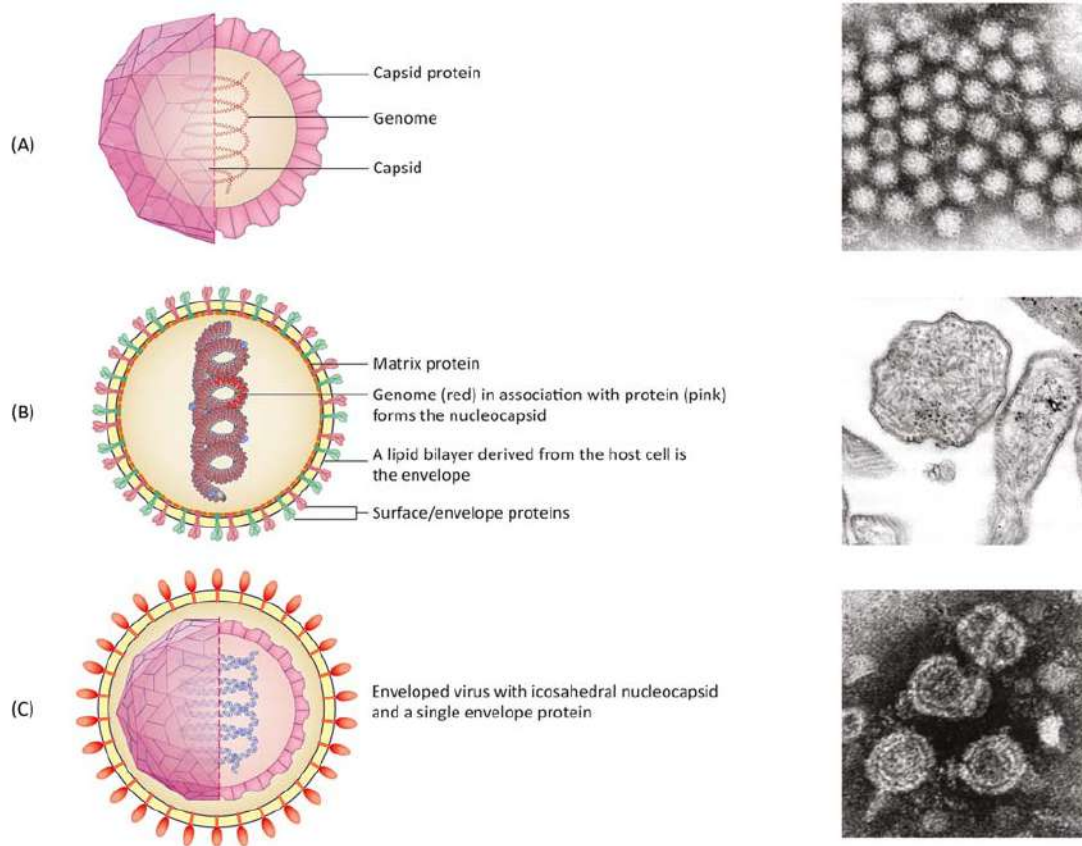 (A)
Capsid protein
Genome
Capsid
(B)
Matrix protein
Genome (red) in association with protein (pink)
forms the nucleocapsid
A lipid bilayer derived from the host cell is
the envelope
Surface/envelope proteins
(C)
Enveloped virus with icosahedral nucleocapsid
and a single envelope protein